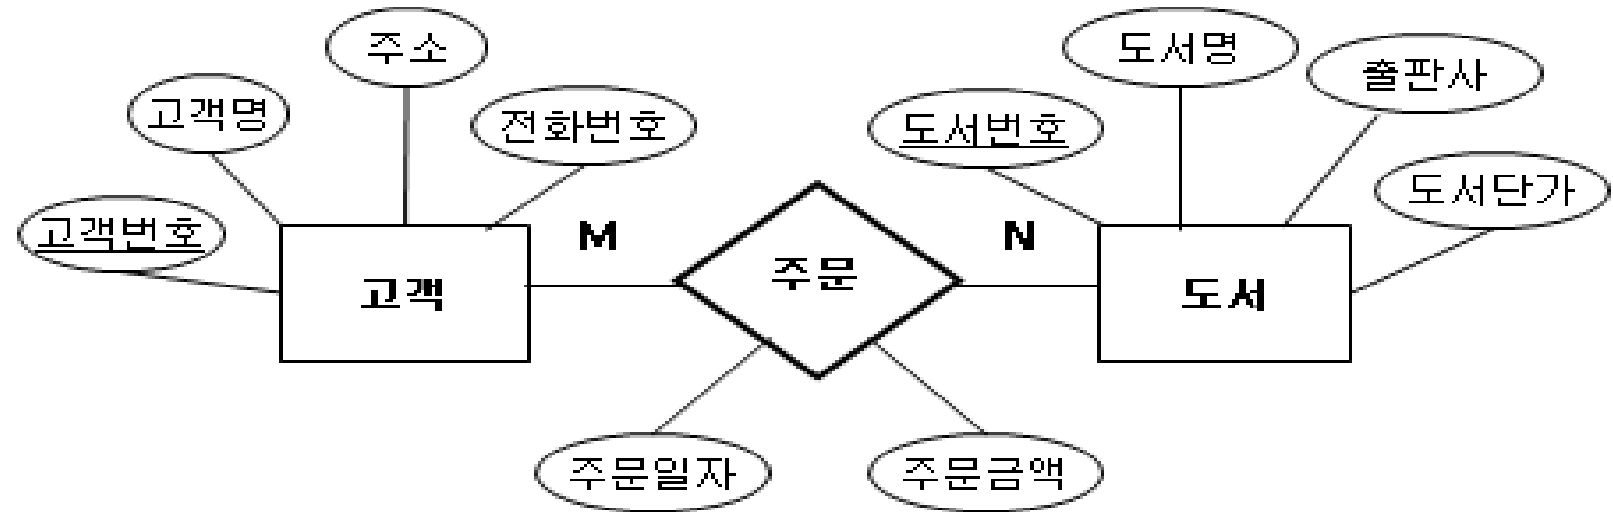 주소
도서명
출판사
고객명
전화번호
도서번호
도서단가
고객번호
M
N
고객
주문
도서
주문일자
주문금액